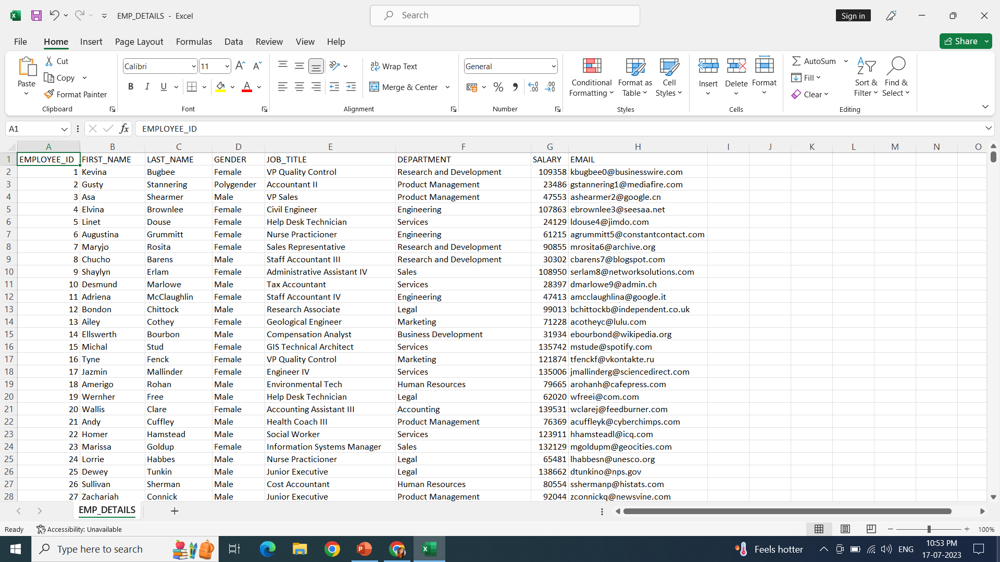 EMP_DETAILS - Excel
Search
Sign in
File Home Insert Page Layout Formulas Data Review View Help
Share
Paste
Cut
Copy
Format Painter
Clipboard
Calibri 11
B I U
Font
Wrap Text
Merge & Center
Alignment
General
Number
Conditional Formatting
Format as Table
Cell Styles
Styles
Insert Delete Format
Cells
AutoSum
Fill
Clear
Sort & Filter
Find & Select
Editing
A1 fx EMPLOYEE_ID
A B C D E F G H I J K L M N O
1 EMPLOYEE_ID FIRST_NAME LAST_NAME GENDER JOB_TITLE DEPARTMENT SALARY EMAIL
2 1 Kevina Bugbee Female VP Quality Control Research and Development 109358 kbugbee0@businesswire.com
3 2 Gusty Stannering Polygender Accountant II Product Management 23486 gstannering1@mediafire.com
4 3 Asa Shearmer Male VP Sales Product Management 47553 ashearmer2@google.cn
5 4 Elvina Brownlee Female Civil Engineer Engineering 107863 ebrownlee3@seesaa.net
6 5 Linet Douse Female Help Desk Technician Services 24129 ldouse4@jimdo.com
7 6 Augustina Grummitt Female Nurse Practicioner Engineering 61215 agrummitt5@constantcontact.com
8 7 Maryjo Rosita Female Sales Representative Research and Development 90855 mrosita6@archive.org
9 8 Chucho Barens Male Staff Accountant III Research and Development 30302 cbarens7@blogspot.com
10 9 Shaylyn Erlam Female Administrative Assistant IV Sales 108950 serlam8@networksolutions.com
11 10 Desmund Marlowe Male Tax Accountant Services 28397 dmarlowe9@admin.ch
12 11 Adriena McClaughlin Female Staff Accountant IV Engineering 47413 amcclaughlina@google.it
13 12 Bondon Chittock Male Research Associate Legal 99013 bchittockb@independent.co.uk
14 13 Ailey Cothey Female Geological Engineer Marketing 71228 acotheyc@lulu.com
15 14 Ellswerth Bourbon Male Compensation Analyst Business Development 31934 ebourbond@wikipedia.org
16 15 Michal Stud Female GIS Technical Architect Services 135742 mstude@spotify.com
17 16 Tyne Fenck Female VP Quality Control Marketing 121874 tfenckf@vkontakte.ru
18 17 Jazmin Mallinder Female Engineer IV Services 135006 jmallinderg@sciencedirect.com
19 18 Amerigo Rohan Male Environmental Tech Human Resources 79665 arohanh@cafepress.com
20 19 Wernher Free Male Help Desk Technician Legal 62020 wfreei@com.com
21 20 Wallis Clare Female Accounting Assistant III Accounting 139531 wclarej@feedburner.com
22 21 Andy Cuffley Male Health Coach III Product Management 76369 acuffleyk@cyberchimps.com
23 22 Homer Hamstead Male Social Worker Services 123911 hhamsteadl@icq.com
24 23 Marissa Goldup Female Information Systems Manager Sales 132129 mgoldupm@geocities.com
25 24 Lorrie Habbes Male Nurse Practicioner Legal 65481 lhabbesn@unesco.org
26 25 Dewey Tunkin Male Junior Executive Legal 138662 dtunkino@nps.gov
27 26 Sullivan Sherman Male Cost Accountant Human Resources 80554 sshermanp@histats.com
28 27 Zachariah Connick Male Junior Executive Product Management 92044 zconnickq@newsvine.com
EMP_DETAILS
Ready Accessibility: Unavailable 100%
Type here to search
Feels hotter
ENG
10:53 PM
17-07-2023